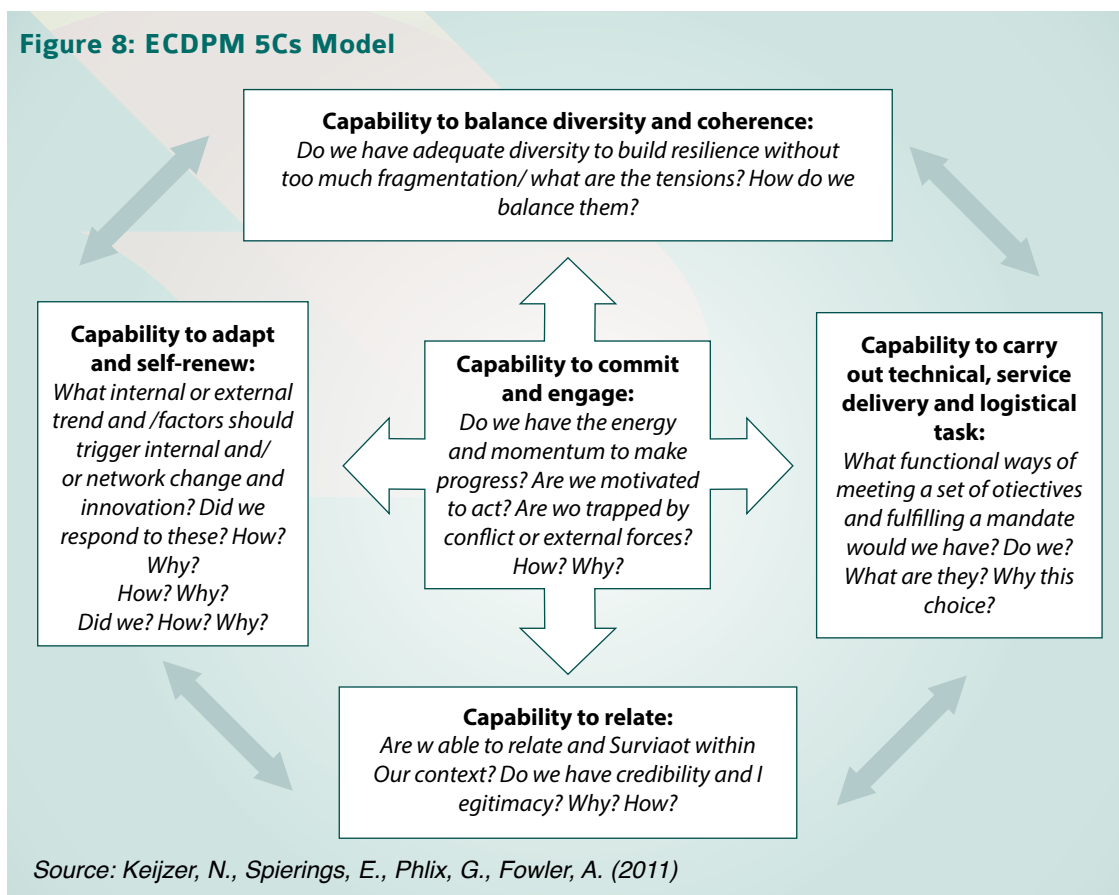 Figure 8: ECDPM 5Cs Model
Capability to balance diversity and coherence:
Do we have adequate diversity to build resilience without
too much fragmentation/ what are the tensions? How do we
balance them?
Capability to adapt
and self-renew:
What internal or external
trend and /factors should
trigger internal and/
or network change and
innovation? Did we
respond to these? How?
Why?
How? Why?
Did we? How? Why?
Capability to commit
and engage:
Do we have the energy
and momentum to make
progress? Are we motivated
to act? Are wo trapped by
conflict or external forces?
How? Why?
Capability to carry
out technical, service
delivery and logistical
task:
What functional ways of
meeting a set of otiectives
and fulfilling a mandate
would we have? Do we?
What are they? Why this
choice?
Capability to relate:
Are w able to relate and Surviaot within
Our context? Do we have credibility and I
egitimacy? Why? How?
Source: Keijzer, N., Spierings, E., Phlix, G., Fowler, A. (2011)